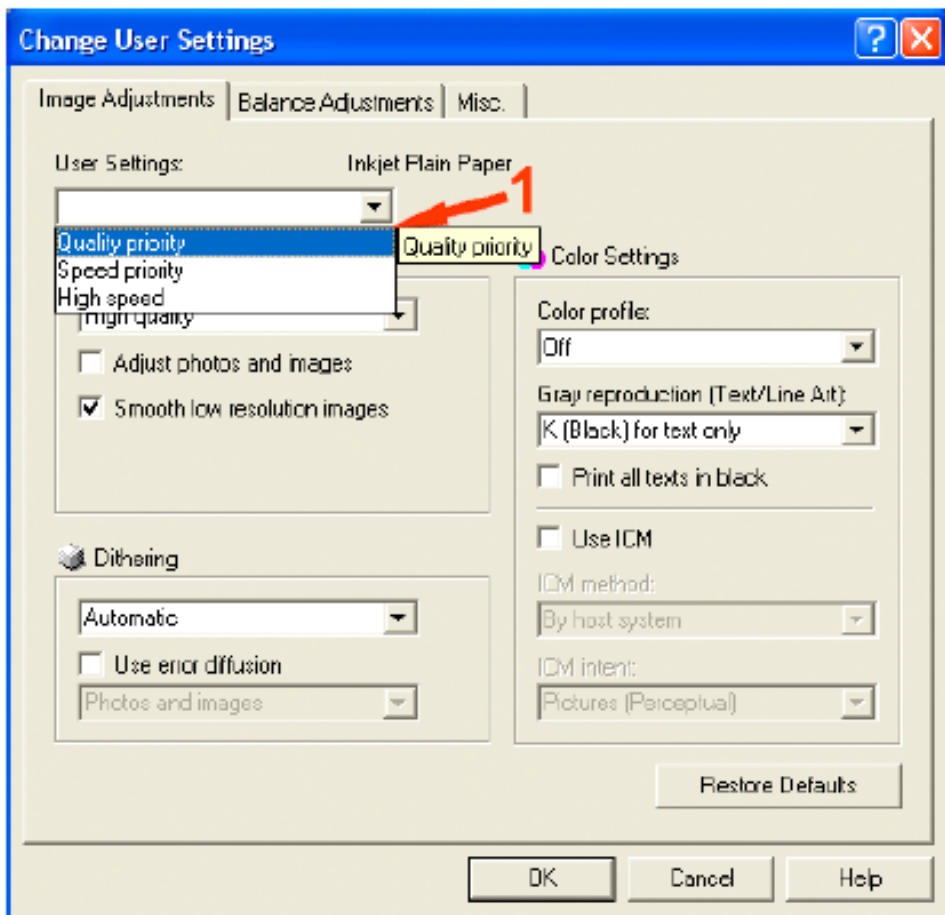 Change User Settings
Image Adjustments Balance Adjustments Misc.
User Settings: Inkjet Plain Paper
1
Quality priority
Quality priority
Speed priority
High speed
High quality
Adjust photos and images
Smooth low resolution images
Dithering
Automatic
Use error diffusion
Photos and images
Color Settings
Color profile:
Off
Gray reproduction (Text/Line Art):
K (Black) for text only
Print all texts in black
Use ICM
ICM method:
By host system
ICM intent:
Pictures (Perceptual)
Restore Defaults
OK Cancel Help